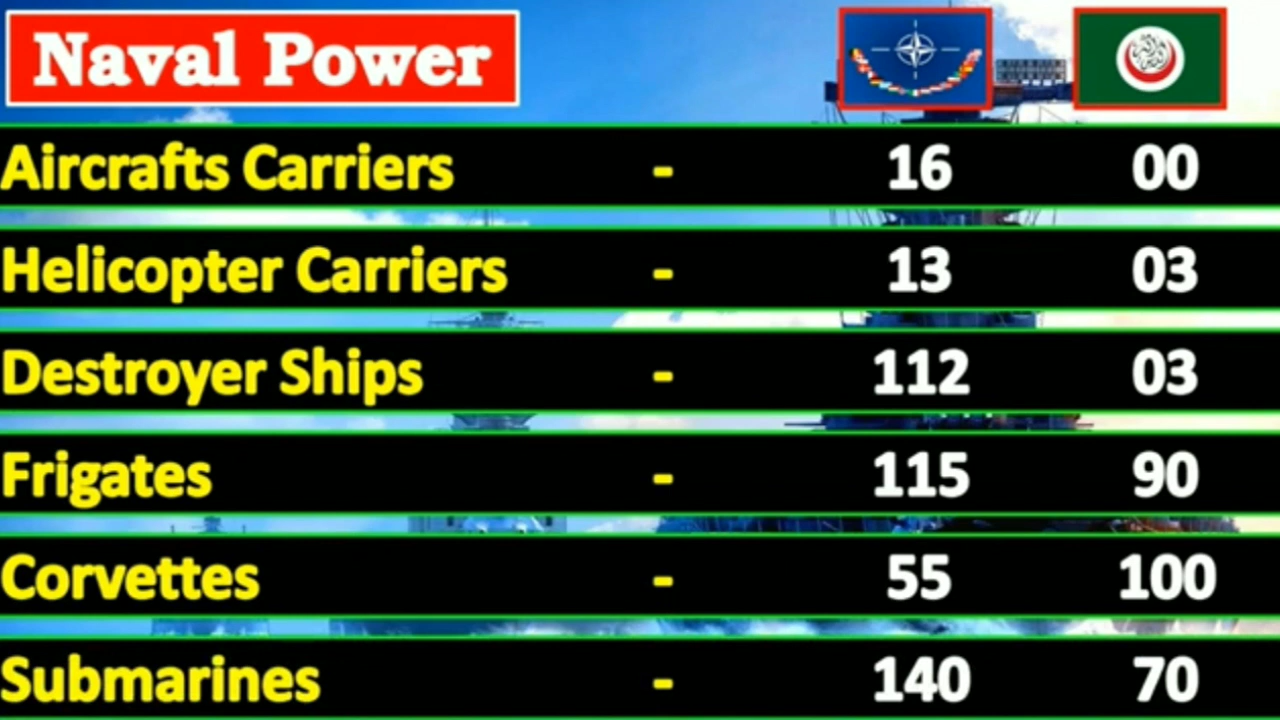 Naval Power
Aircrafts Carriers - 16 00
Helicopter Carriers - 13 03
Destroyer Ships - 112 03
Frigates - 115 90
Corvettes - 55 100
Submarines - 140 70